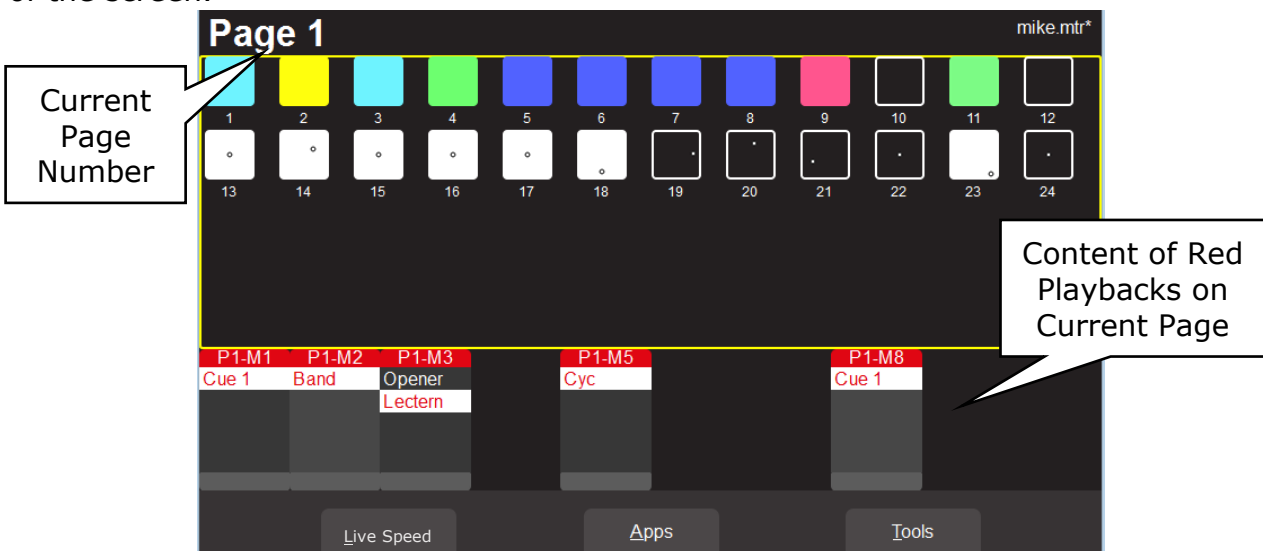 of the screen.
Page 1
mike.mtr*
Current
Page
Number
1 2 3 4 5 6 7 8 9 10 11 12
13 14 15 16 17 18 19 20 21 22 23 24
Content of Red
Playbacks on
Current Page
P1-M1 P1-M2 P1-M3 P1-M5 P1-M8
Cue 1 Band Opener Cyc Cue 1
Lectern
Live Speed Apps Tools